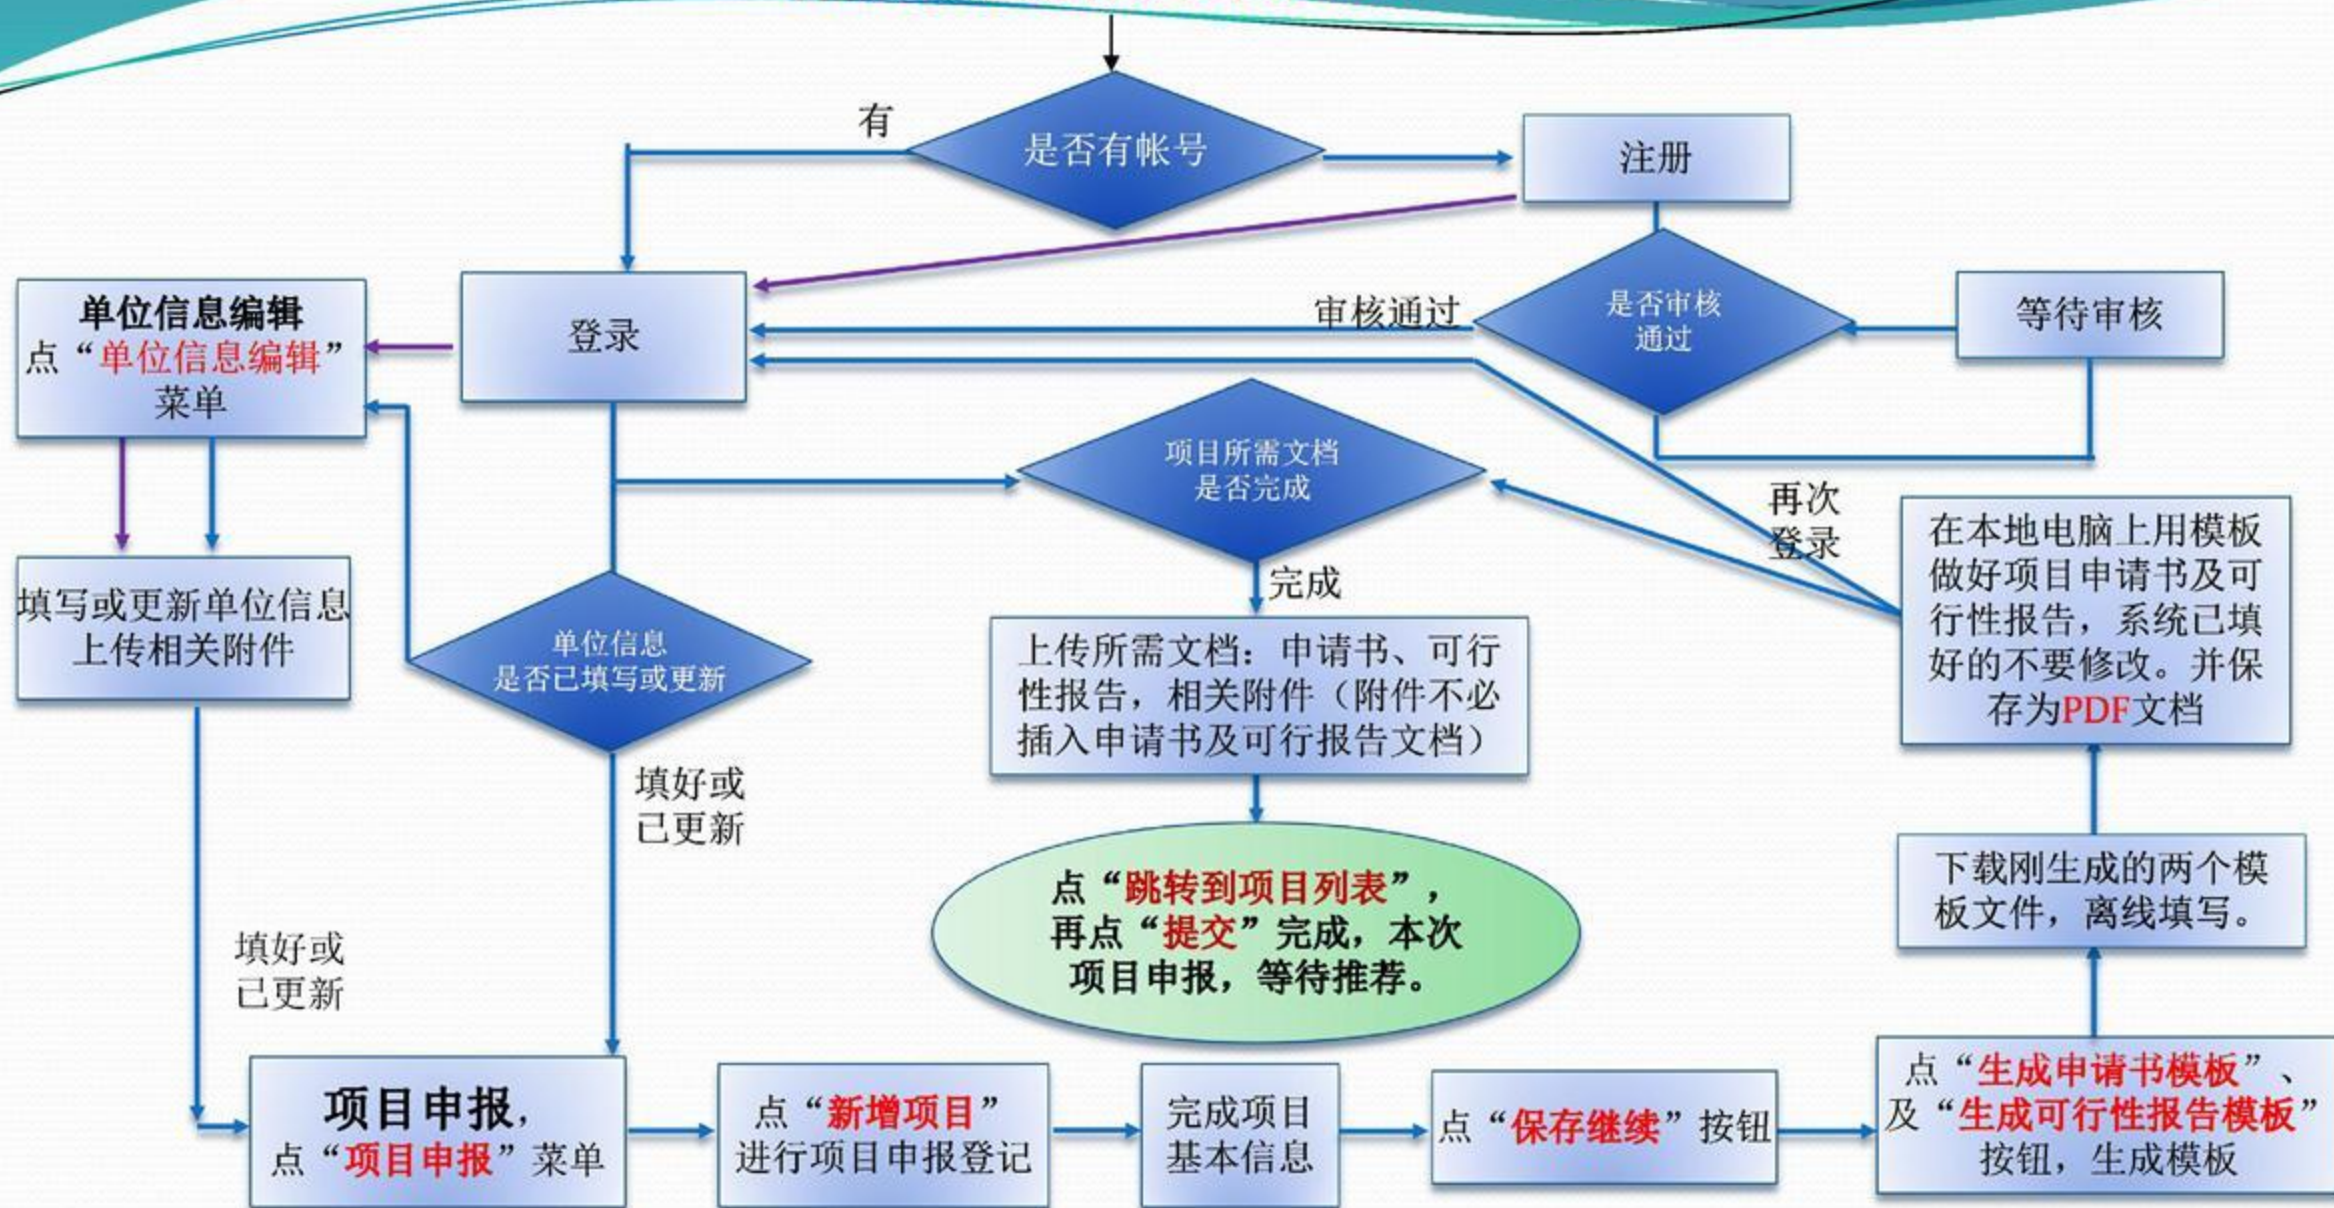 是否有帐号
有
注册
单位信息编辑
点“单位信息编辑”
菜单
登录
审核通过
是否审核
通过
等待审核
项目所需文档
是否完成
再次
登录
在本地电脑上用模板
做好项目申请书及可
行性报告，系统已填
好的不要修改。并保
存为PDF文档
填写或更新单位信息
上传相关附件
单位信息
是否已填写或更新
完成
上传所需文档：申请书、可行
性报告，相关附件（附件不必
插入申请书及可行报告文档）
填好或
已更新
点“跳转到项目列表”，
再点“提交”完成，本次
项目申报，等待推荐。
下载刚生成的两个模
板文件，离线填写。
填好或
已更新
项目申报，
点“项目申报”菜单
点“新增项目”
进行项目申报登记
完成项目
基本信息
点“保存继续”按钮
点“生成申请书模板”、
及“生成可行性报告模板”
按钮，生成模板